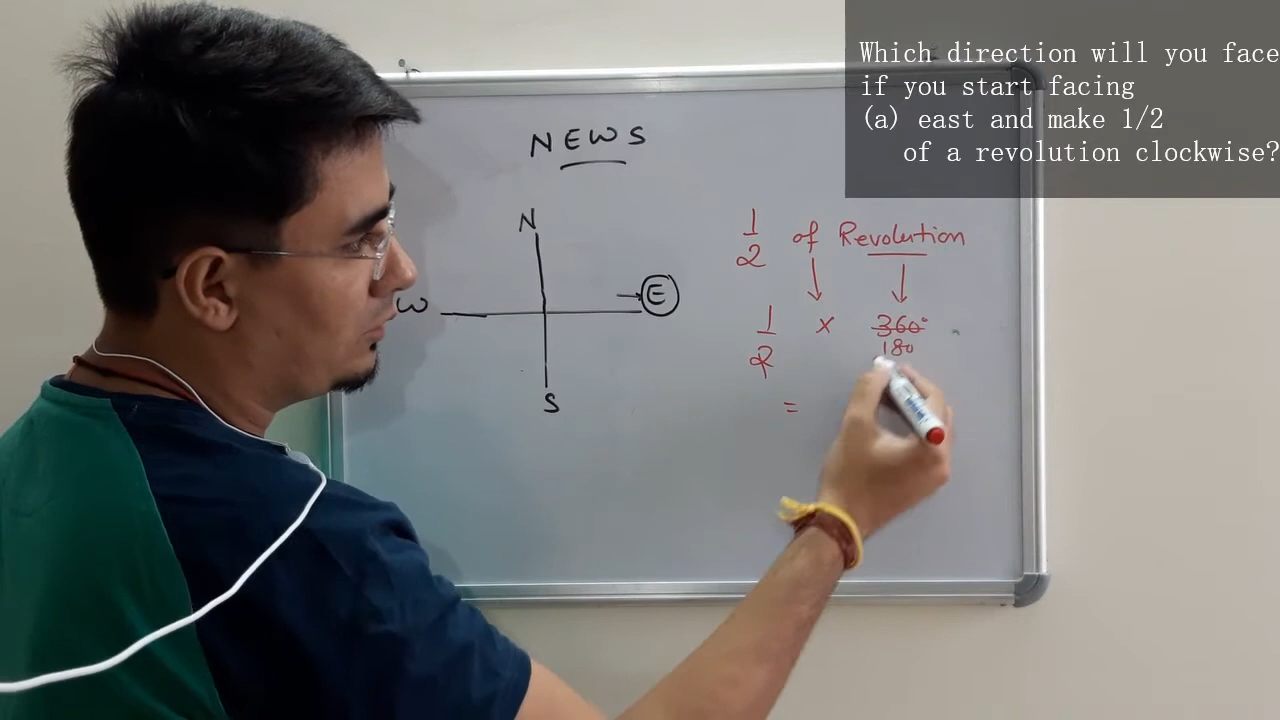 Which direction will you face
if you start facing
(a) east and make 1/2
of a revolution clockwise?
NEWS
N
W
E
S
1/2 of Revolution
1/2 x 360°
180
=